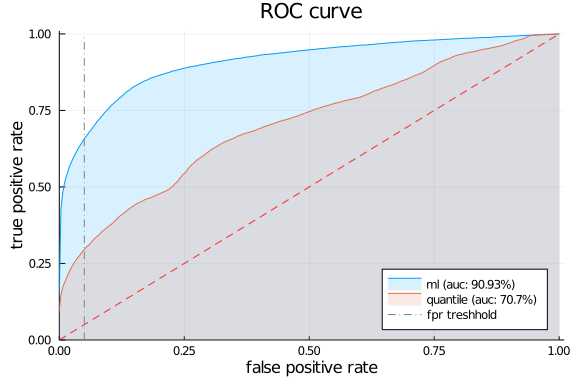 ROC curve
true positive rate
1.00
0.75
0.50
0.25
0.00
0.00
0.25
0.50
0.75
1.00
false positive rate
ml (auc: 90.93%)
quantile (auc: 70.7%)
fpr treshhold